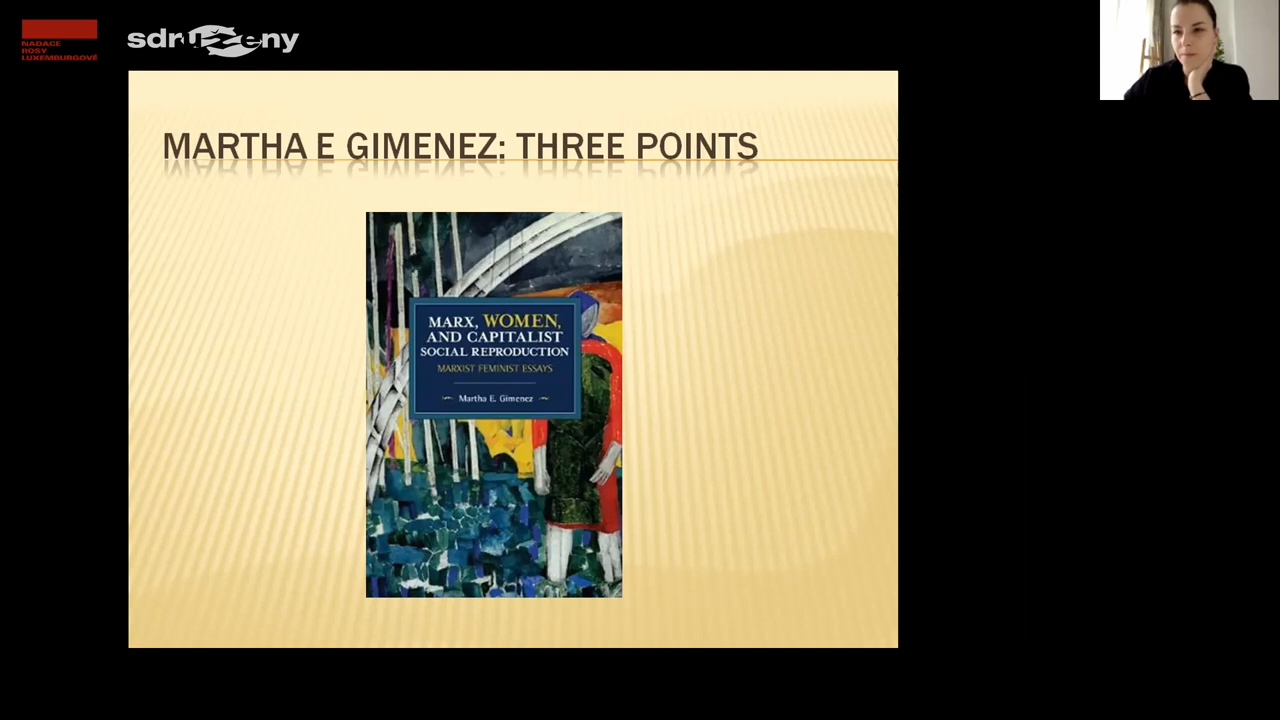 NADACE
ROSY
LUXEMBURGOVÉ
sdruženy
MARTHA E GIMENEZ: THREE POINTS
MARX, WOMEN,
AND CAPITALIST
SOCIAL REPRODUCTION
MARXIST FEMINIST ESSAYS
Martha E. Gimenez